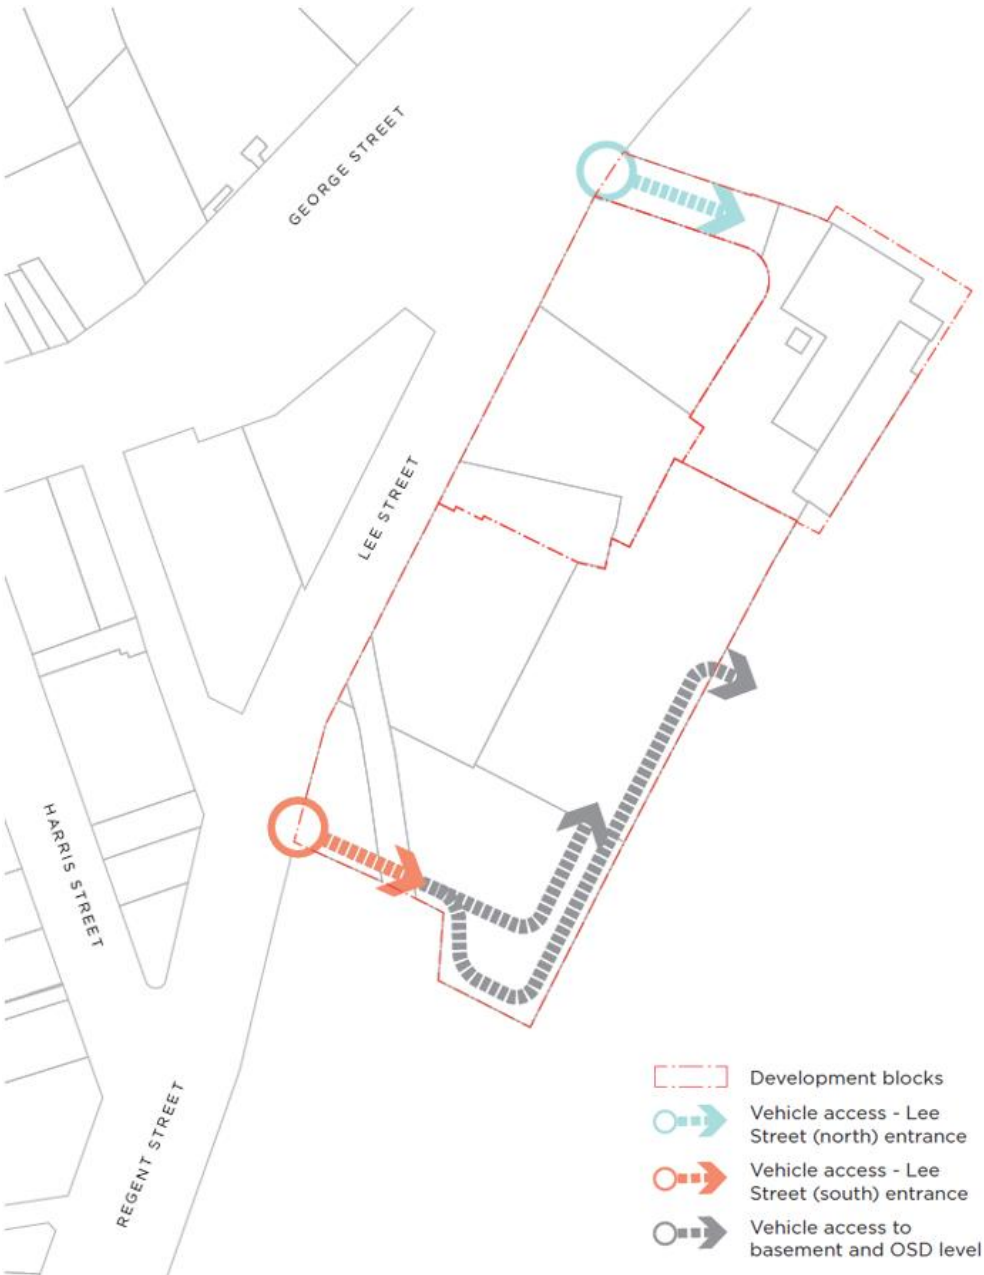 GEORGE STREET
LEE STREET
HARRIS STREET
REGENT STREET
Development blocks
Vehicle access - Lee
Street (north) entrance
Vehicle access - Lee
Street (south) entrance
Vehicle access to
basement and OSD level